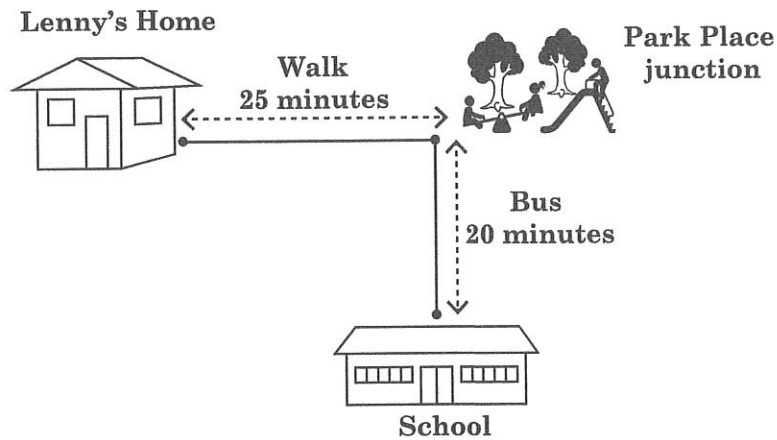 Lenny's Home
Park Place
junction
Walk
25 minutes
Bus
20 minutes
School